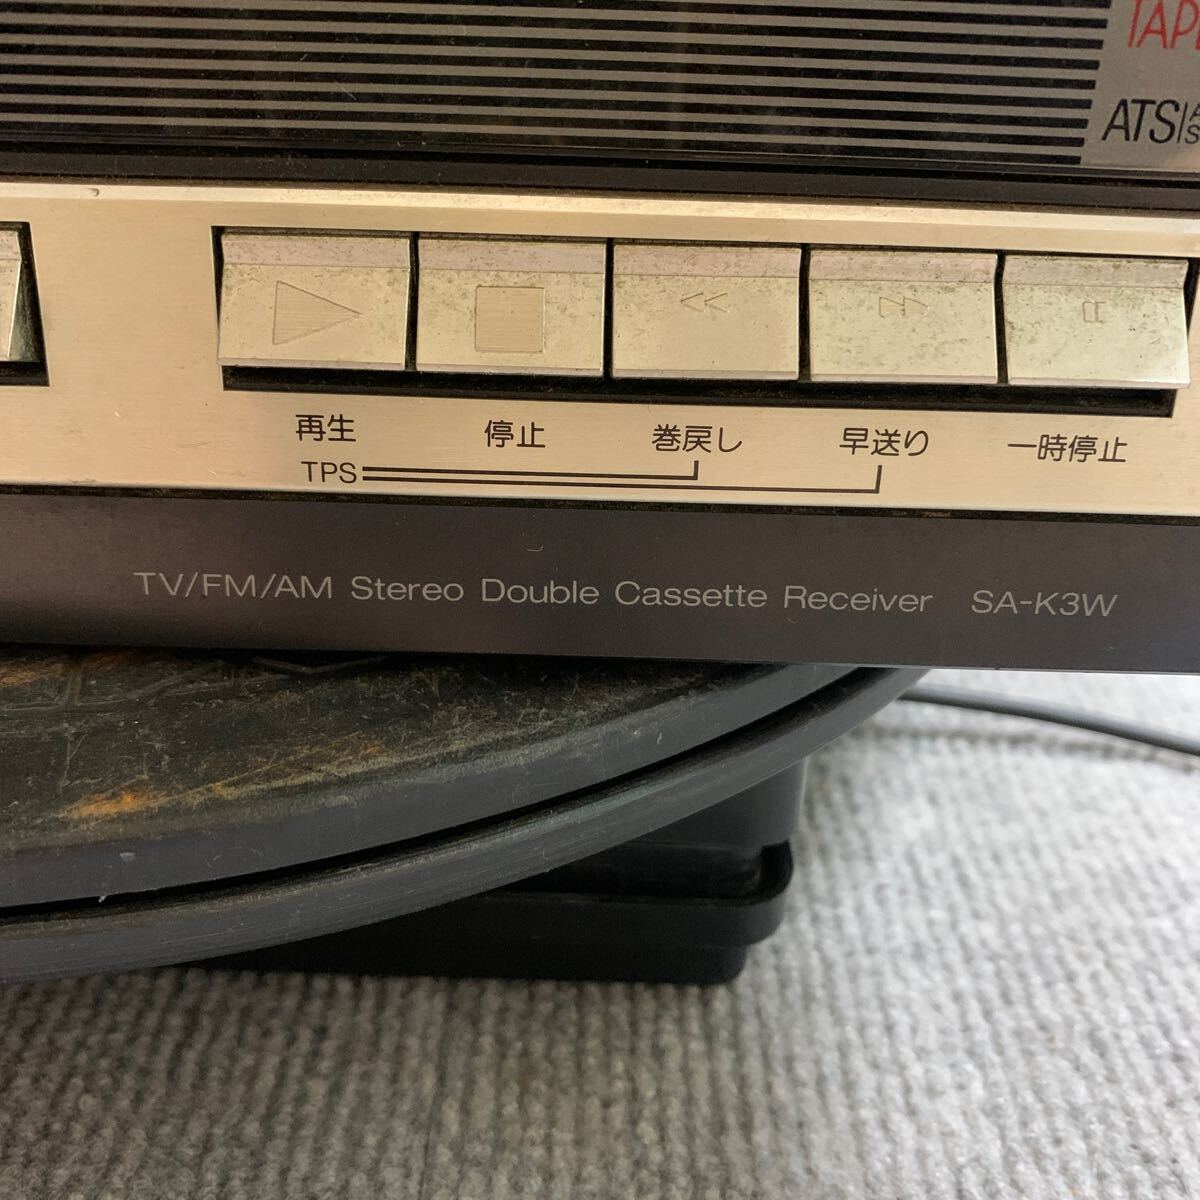 ATS
再生 停止 巻戻し 早送り 一時停止
TPS
TV/FM/AM Stereo Double Cassette Receiver SA-K3W